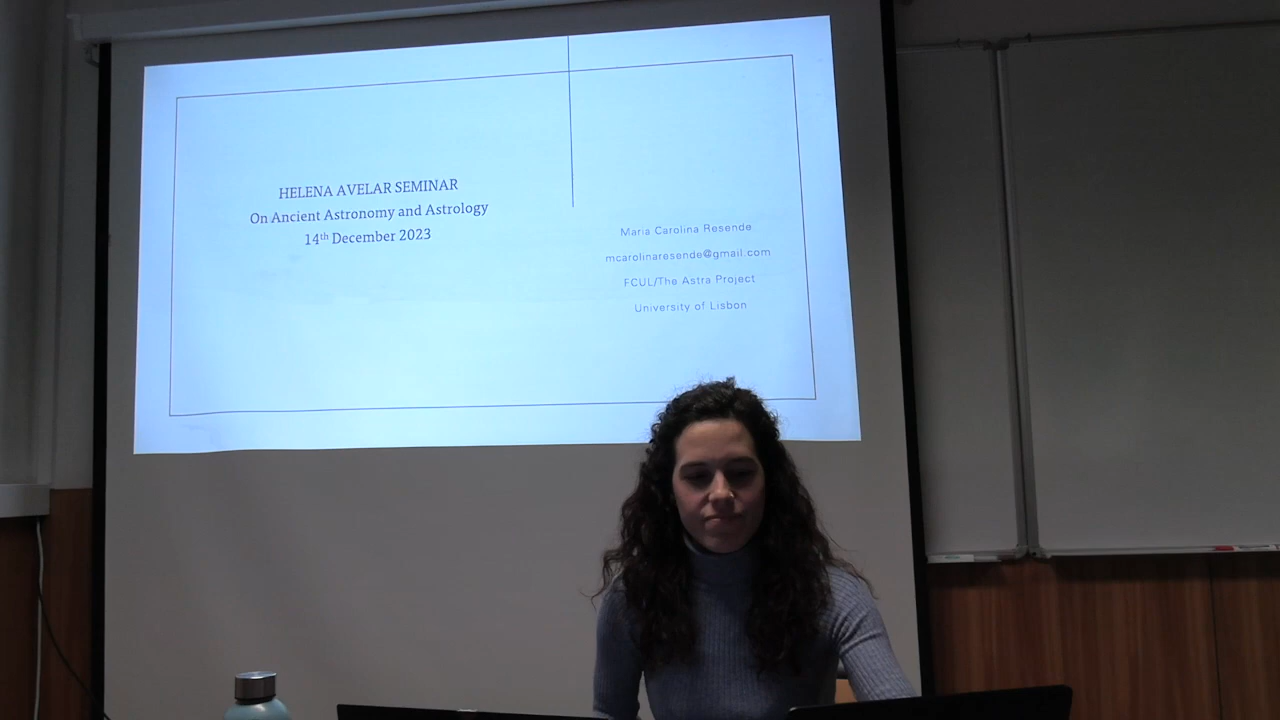 HELENA AVELAR SEMINAR
On Ancient Astronomy and Astrology
14th December 2023
Maria Carolina Resende
mcarolinaresende@gmail.com
FCUL/The Astra Project
University of Lisbon